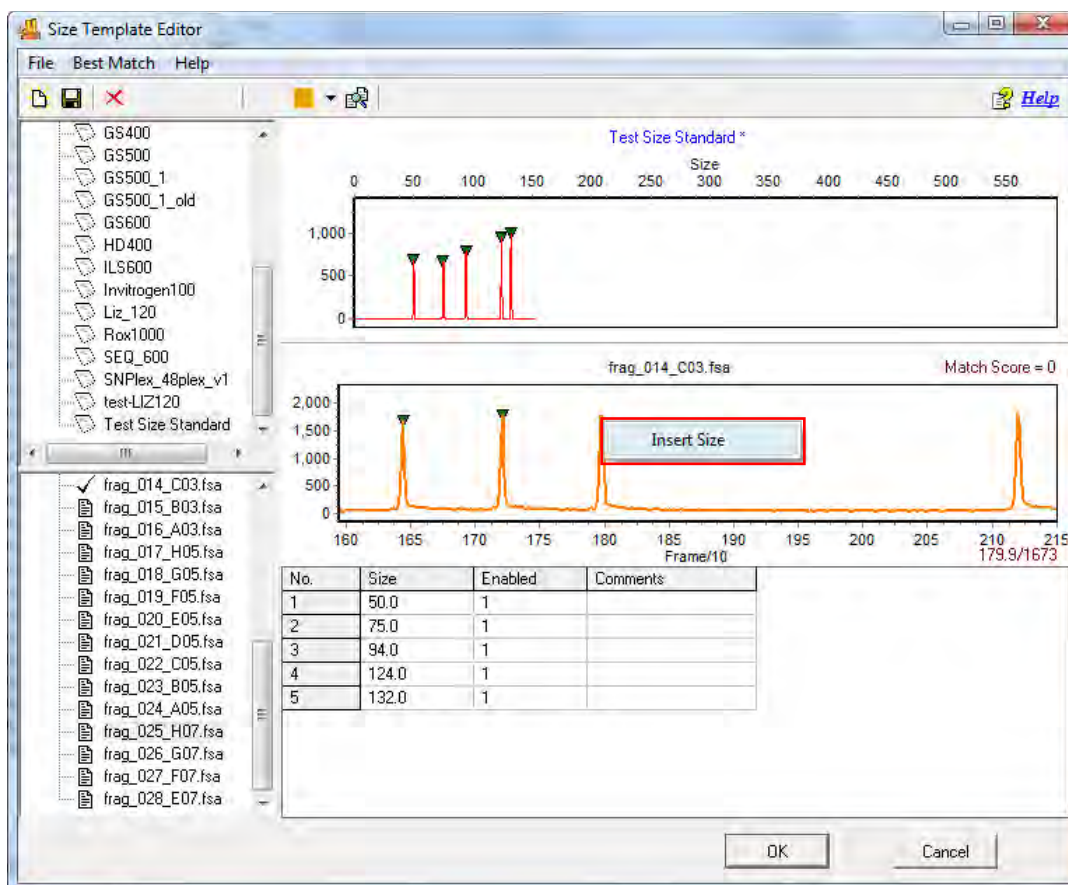 Size Template Editor
File Best Match Help
Help
GS400
GS500
GS500_1
GS500_1_old
GS600
HD400
ILS600
Invitrogen100
Liz_120
Rox1000
SEQ_600
SNPlex_48plex_v1
test-LIZ120
Test Size Standard
frag_014_C03.fsa
frag_015_B03.fsa
frag_016_A03.fsa
frag_017_H05.fsa
frag_018_G05.fsa
frag_019_F05.fsa
frag_020_E05.fsa
frag_021_D05.fsa
frag_022_C05.fsa
frag_023_B05.fsa
frag_024_A05.fsa
frag_025_H07.fsa
frag_026_G07.fsa
frag_027_F07.fsa
frag_028_E07.fsa
Test Size Standard *
Size
0 50 100 150 200 250 300 350 400 450 500 550
1,000
500
0
frag_014_C03.fsa Match Score = 0
2,000
1,500
1,000
500
0
Insert Size
160 165 170 175 180 185 190 195 200 205 210 215
Frame/10
179.9/1673
No. Size Enabled Comments
1 50.0 1
2 75.0 1
3 94.0 1
4 124.0 1
5 132.0 1
OK Cancel